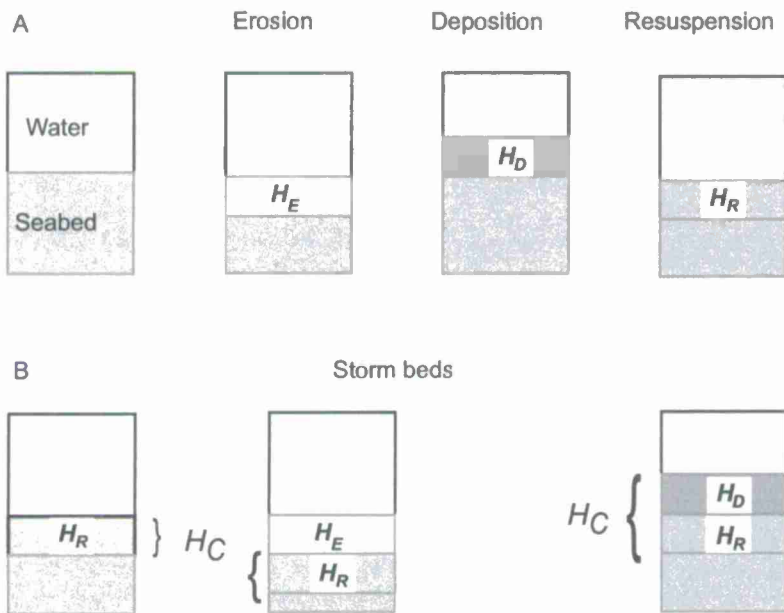 A Erosion Deposition Resuspension
Water
Seabed
H_E
H_D
H_R
B Storm beds
H_R } H_C { H_E
H_R
H_C { H_D
H_R